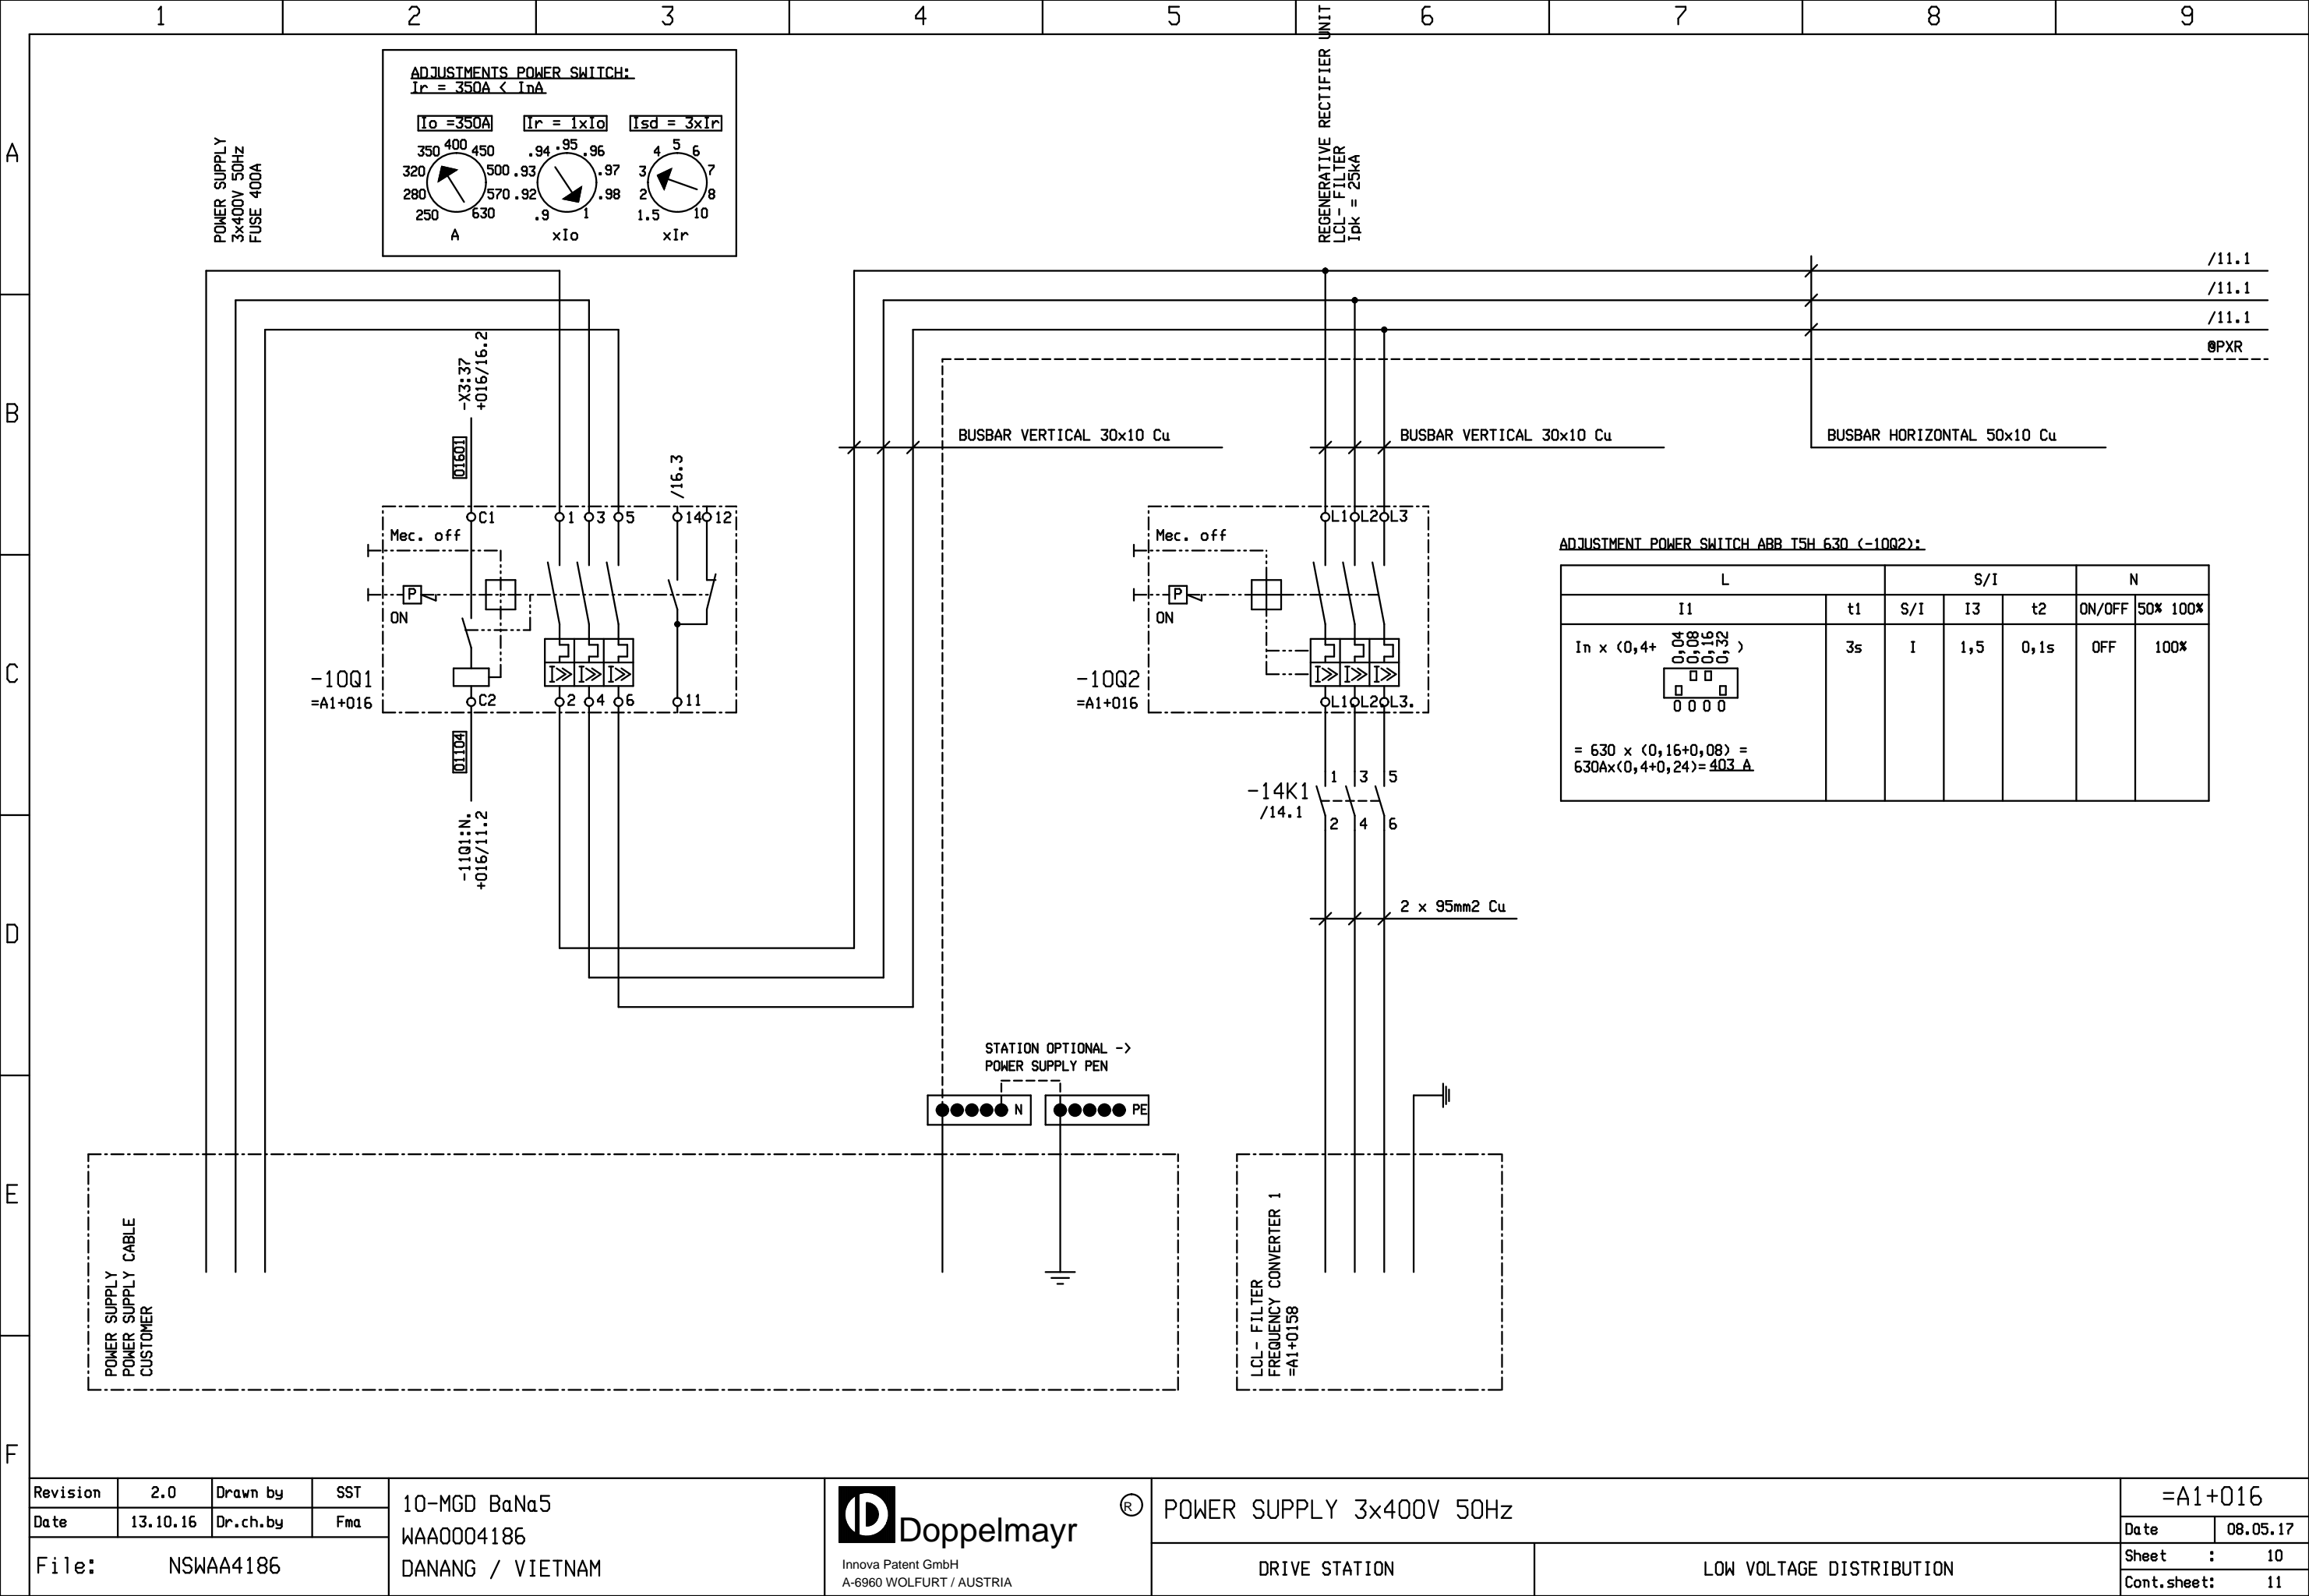 1 2 3 4 5 6 7 8 9
A
B
C
D
E
F
ADJUSTMENTS POWER SWITCH:
Ir = 350A < InA
Io =350A
Ir = 1xIo
Isd = 3xIr
250 280 320 350 400 450 500 570 630
A
.9 .92 .93 .94 .95 .96 .97 .98 1
xIo
1.5 2 3 4 5 6 7 8 10
xIr
POWER SUPPLY
3x400V 50Hz
FUSE 400A
REGENERATIVE RECTIFIER UNIT
LCL- FILTER
Ipk = 25kA
/11.1
/11.1
/11.1
@PXR
-X3:37
+016/16.2
01601
/16.3
BUSBAR VERTICAL 30x10 Cu
BUSBAR VERTICAL 30x10 Cu
BUSBAR HORIZONTAL 50x10 Cu
C1 1 3 5 14 12
Mec. off
P
ON
-10Q1
=A1+016
I>> I>> I>>
C2 2 4 6 11
01104
-11Q1:N.
+016/11.2
L1 L2 L3
Mec. off
P
ON
-10Q2
=A1+016
I>> I>> I>>
L1 L2 L3.
-14K1
/14.1
1 3 5
2 4 6
2 x 95mm2 Cu
ADJUSTMENT POWER SWITCH ABB T5H 630 (-10Q2):
L S/I N
I1 t1 S/I I3 t2 ON/OFF 50% 100%
In x (0,4+ 0,04 0,08 0,16 0,32 )
3s I 1,5 0,1s OFF 100%
0 0 0 0
= 630 x (0,16+0,08) =
630Ax(0,4+0,24)= 403 A
STATION OPTIONAL ->
POWER SUPPLY PEN
N
PE
POWER SUPPLY
POWER SUPPLY CABLE
CUSTOMER
LCL- FILTER
FREQUENCY CONVERTER 1
=A1+0158
Revision 2.0 Drawn by SST
Date 13.10.16 Dr.ch.by Fma
File: NSWAA4186
10-MGD BaNa5
WAA0004186
DANANG / VIETNAM
Doppelmayr
R
Innova Patent GmbH
A-6960 WOLFURT / AUSTRIA
POWER SUPPLY 3x400V 50Hz
DRIVE STATION
LOW VOLTAGE DISTRIBUTION
=A1+016
Date 08.05.17
Sheet : 10
Cont.sheet: 11